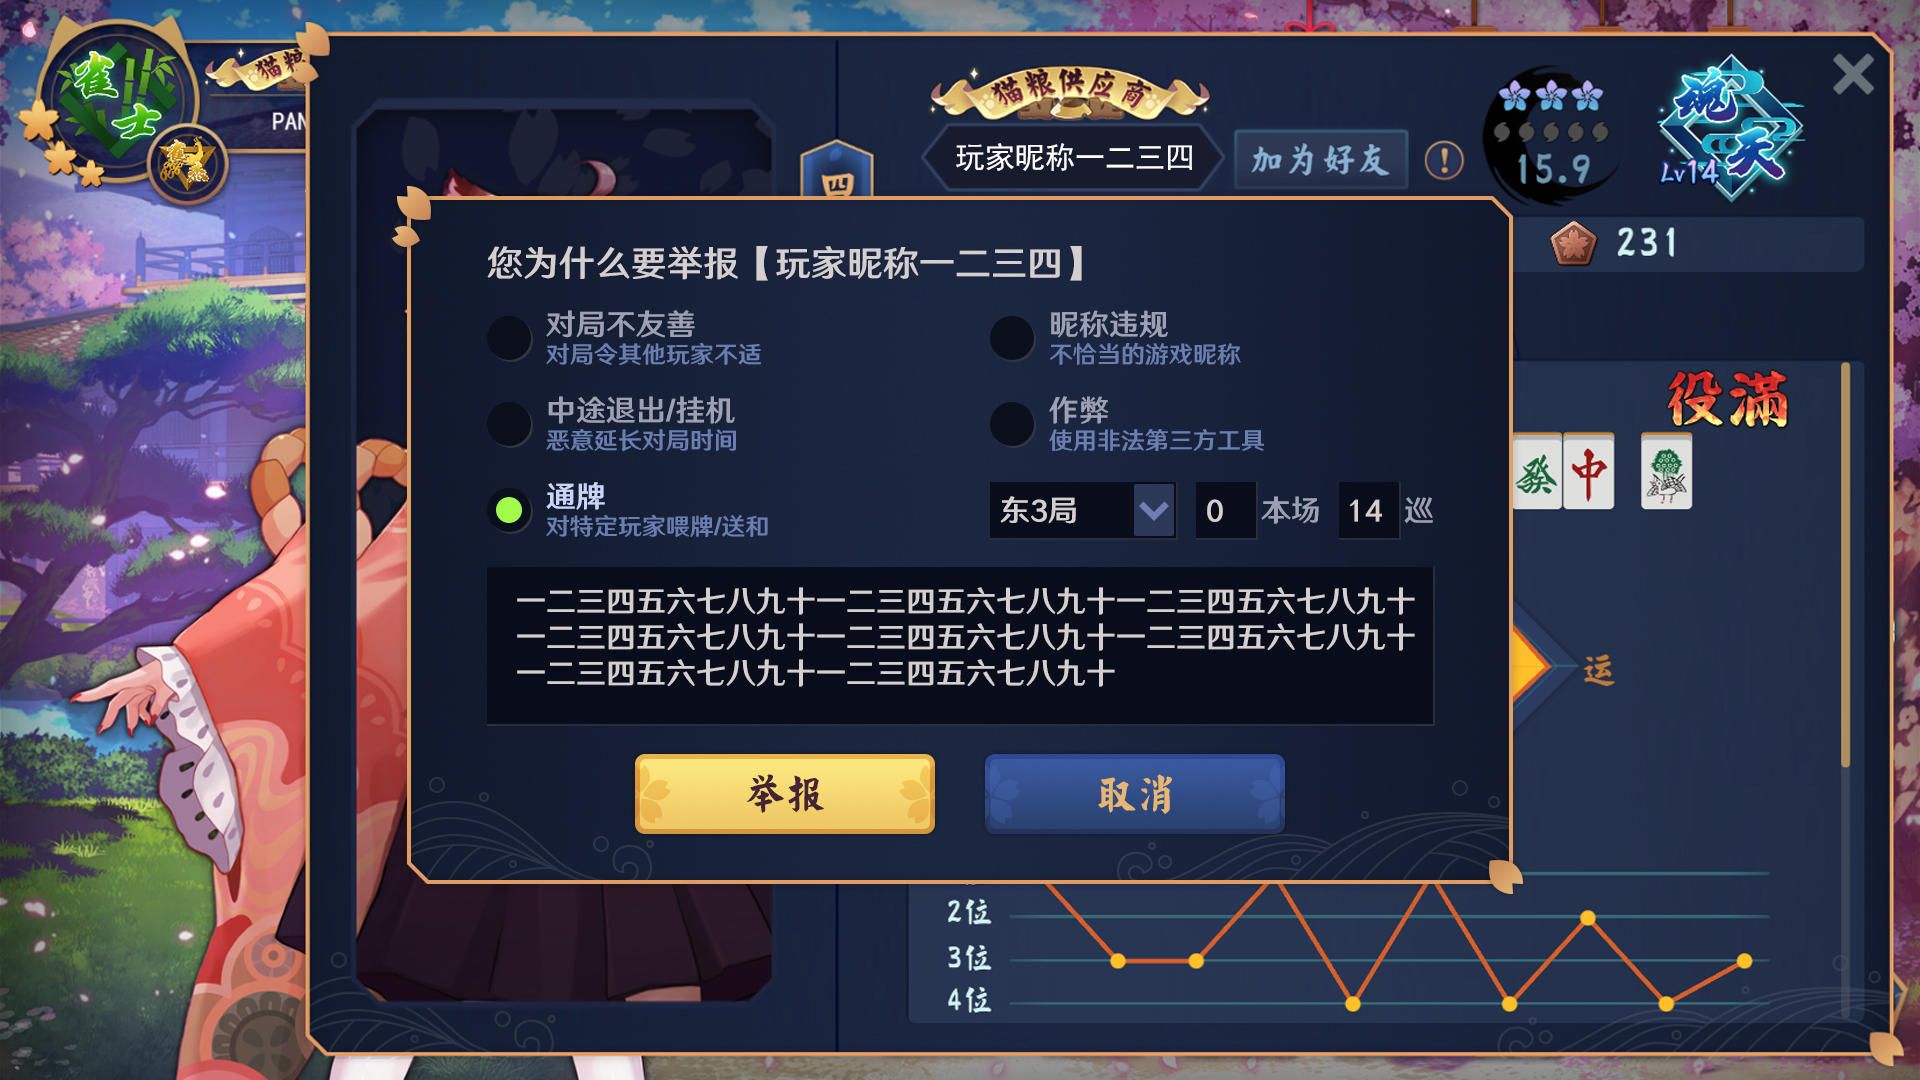 雀士
猫粮
PAN
猫粮供应商
玩家昵称一二三四
加为好友
!
15.9
魂天
Lv14
四
231
您为什么要举报【玩家昵称一二三四】
对局不友善
对局令其他玩家不适
昵称违规
不恰当的游戏昵称
中途退出/挂机
恶意延长对局时间
作弊
使用非法第三方工具
通牌
对特定玩家喂牌/送和
东3局
0 本场 14 巡
一二三四五六七八九十一二三四五六七八九十一二三四五六七八九十
一二三四五六七八九十一二三四五六七八九十一二三四五六七八九十
一二三四五六七八九十一二三四五六七八九十
举报
取消
役滿
發
中
运
2位
3位
4位